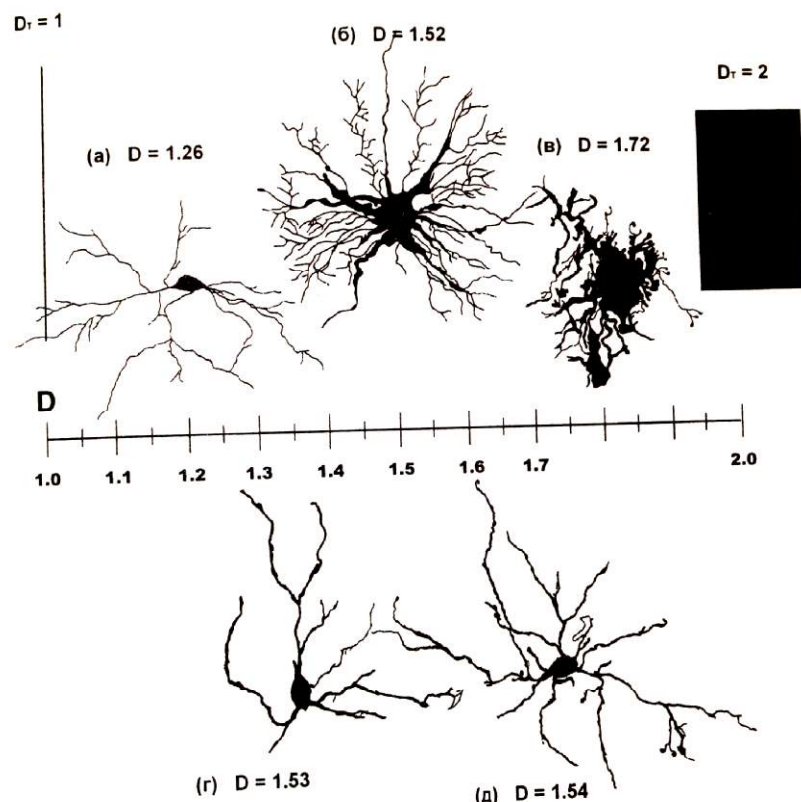 Dт = 1
(б) D = 1.52
Dт = 2
(а) D = 1.26
(в) D = 1.72
D
1.0 1.1 1.2 1.3 1.4 1.5 1.6 1.7 2.0
(г) D = 1.53
(д) D = 1.54